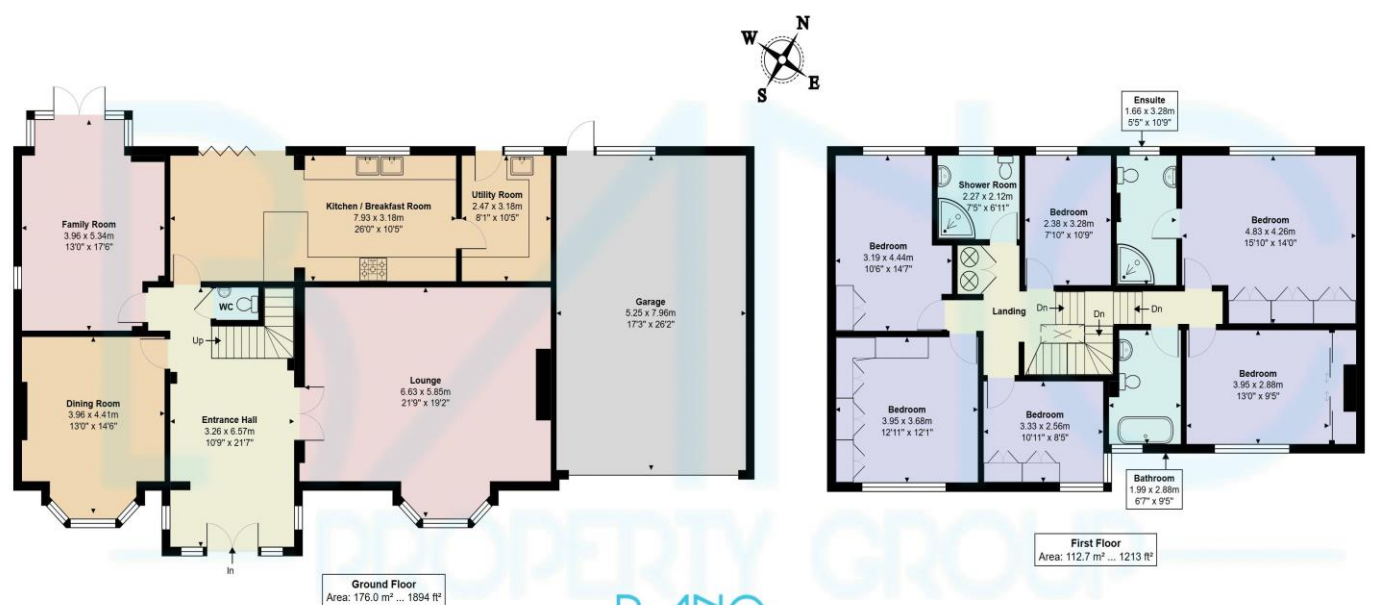 N
W
E
S
Family Room
3.96 x 5.34m
13'0" x 17'6"
Kitchen / Breakfast Room
7.93 x 3.18m
26'0" x 10'5"
Utility Room
2.47 x 3.18m
8'1" x 10'5"
WC
Up
Garage
5.25 x 7.96m
17'3" x 26'2"
Lounge
6.63 x 5.85m
21'9" x 19'2"
Dining Room
3.96 x 4.41m
13'0" x 14'6"
Entrance Hall
3.26 x 6.57m
10'9" x 21'7"
In
Ground Floor
Area: 176.0 m² ... 1894 ft²
Ensuite
1.66 x 3.28m
5'5" x 10'9"
Shower Room
2.27 x 2.12m
7'5" x 6'11"
Bedroom
2.38 x 3.28m
7'10" x 10'9"
Bedroom
4.83 x 4.26m
15'10" x 14'0"
Bedroom
3.19 x 4.44m
10'6" x 14'7"
Landing
Dn
Dn
Dn
Bedroom
3.95 x 2.88m
13'0" x 9'5"
Bedroom
3.95 x 3.68m
12'11" x 12'1"
Bedroom
3.33 x 2.56m
10'11" x 8'5"
Bathroom
1.99 x 2.88m
6'7" x 9'5"
First Floor
Area: 112.7 m² ... 1213 ft²
PROPERTY GROUP